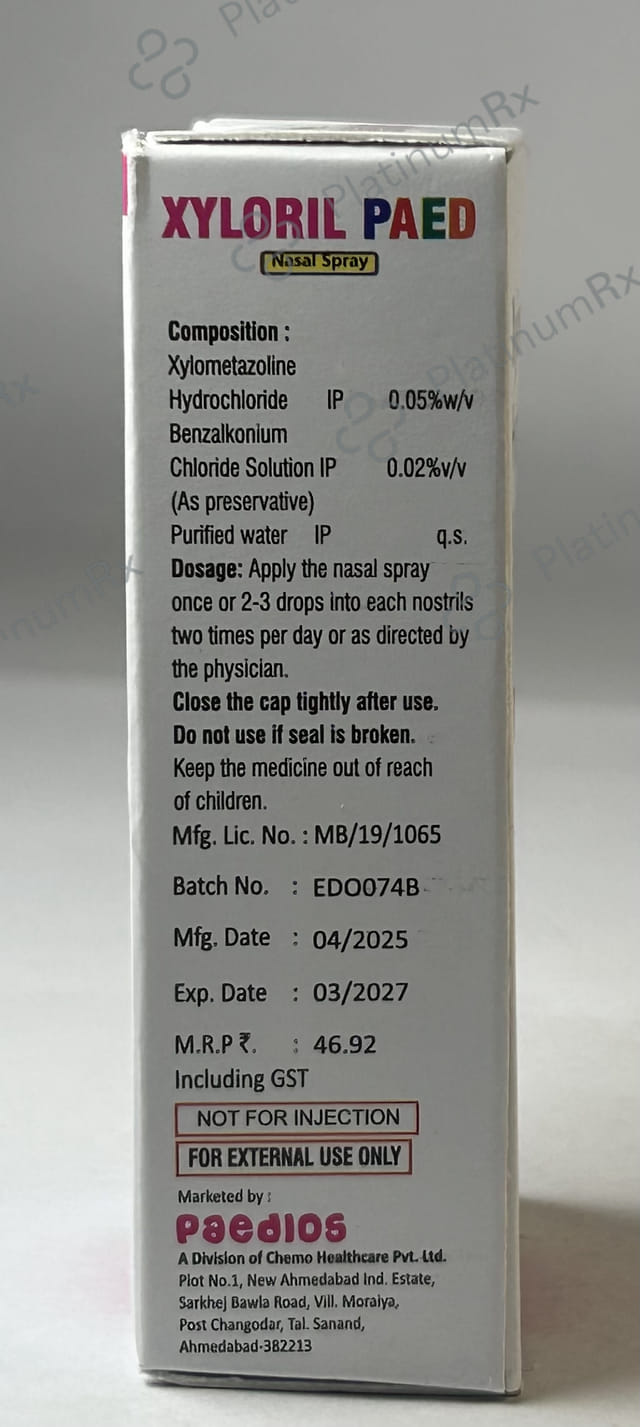 XYLORIL PAED
Nasal Spray
Composition :
Xylometazoline
Hydrochloride IP 0.05%w/v
Benzalkonium
Chloride Solution IP 0.02%v/v
(As preservative)
Purified water IP q.s.
Dosage: Apply the nasal spray
once or 2-3 drops into each nostrils
two times per day or as directed by
the physician.
Close the cap tightly after use.
Do not use if seal is broken.
Keep the medicine out of reach
of children.
Mfg. Lic. No. : MB/19/1065
Batch No. : EDO074B
Mfg. Date : 04/2025
Exp. Date : 03/2027
M.R.P ₹. : 46.92
Including GST
NOT FOR INJECTION
FOR EXTERNAL USE ONLY
Marketed by :
PaedIOS
A Division of Chemo Healthcare Pvt. Ltd.
Plot No.1, New Ahmedabad Ind. Estate,
Sarkhej Bawla Road, Vill. Moraiya,
Post Changodar, Tal. Sanand,
Ahmedabad-382213
PlatinumRx
PlatinumRx